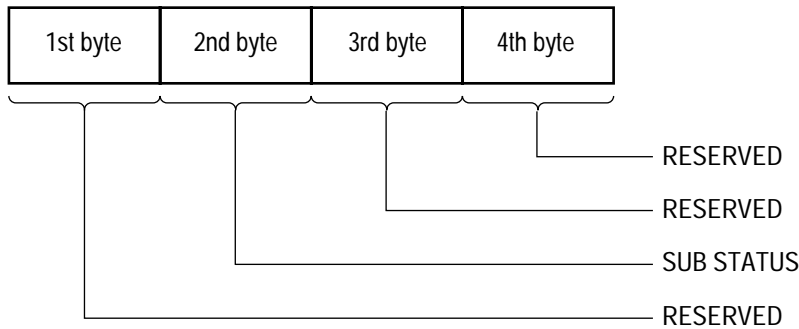 1st byte 2nd byte 3rd byte 4th byte
RESERVED
RESERVED
SUB STATUS
RESERVED